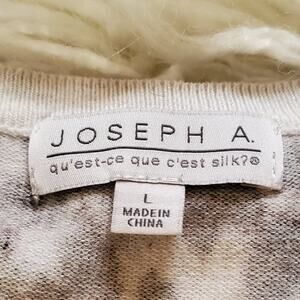 JOSEPH A.
qu'est-ce que c'est silk?®
L
MADE IN
CHINA